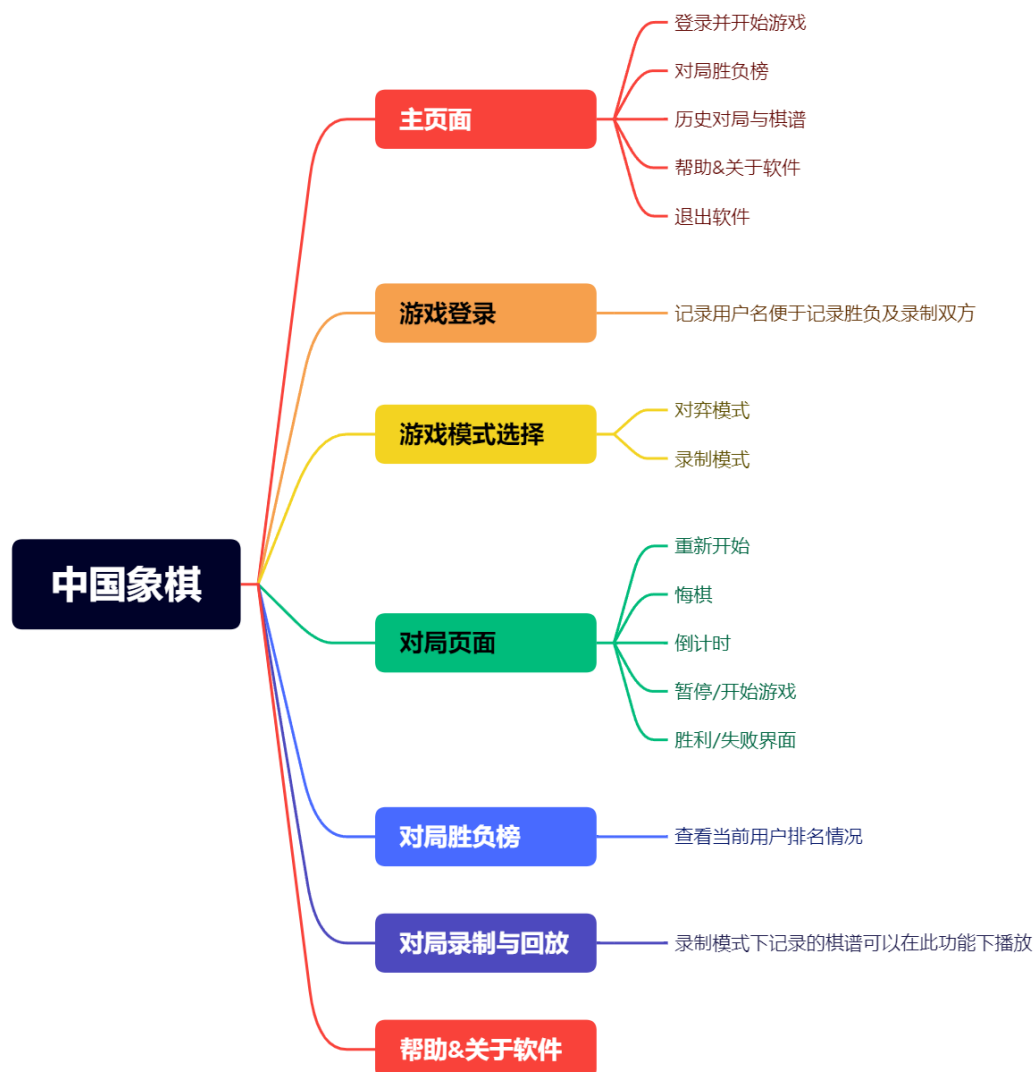 中国象棋
主页面
登录并开始游戏
对局胜负榜
历史对局与棋谱
帮助&关于软件
退出软件
游戏登录
记录用户名便于记录胜负及录制双方
游戏模式选择
对弈模式
录制模式
对局页面
重新开始
悔棋
倒计时
暂停/开始游戏
胜利/失败界面
对局胜负榜
查看当前用户排名情况
对局录制与回放
录制模式下记录的棋谱可以在此功能下播放
帮助&关于软件